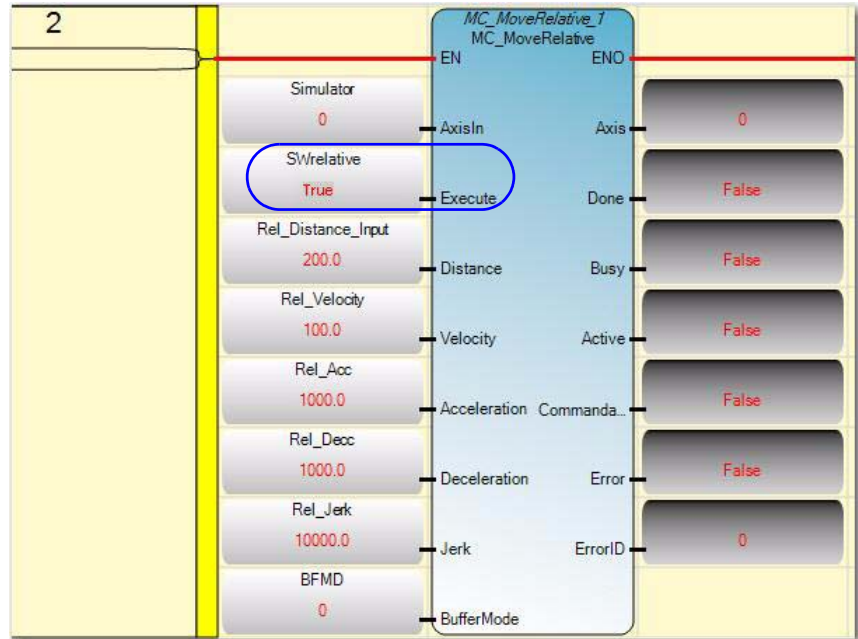 2
MC_MoveRelative_1
MC_MoveRelative
EN ENO
Simulator
0
AxisIn Axis
0
SWrelative
True
Execute Done
False
Rel_Distance_Input
200.0
Distance Busy
False
Rel_Velocity
100.0
Velocity Active
False
Rel_Acc
1000.0
Acceleration Commanda...
False
Rel_Decc
1000.0
Deceleration Error
False
Rel_Jerk
10000.0
Jerk ErrorID
0
BFMD
0
BufferMode